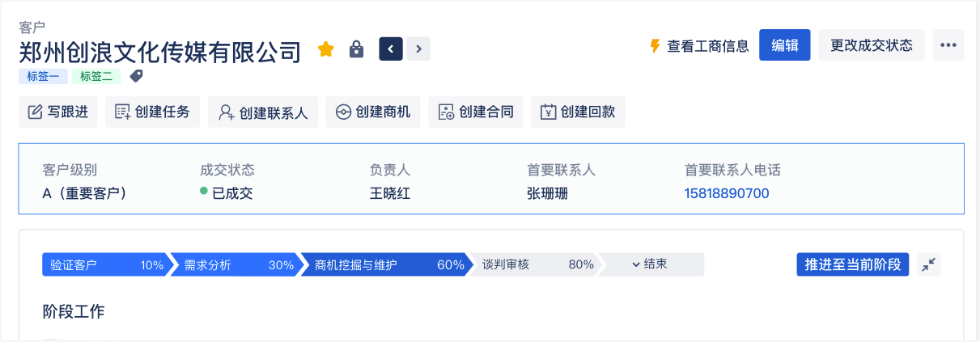 客户
郑州创浪文化传媒有限公司
查看工商信息 编辑 更改成交状态
标签一 标签二
写跟进 创建任务 创建联系人 创建商机 创建合同 创建回款
客户级别 成交状态 负责人 首要联系人 首要联系人电话
A（重要客户） 已成交 王晓红 张珊珊 15818890700
验证客户 10% 需求分析 30% 商机挖掘与维护 60% 谈判审核 80% 结束 推进至当前阶段
阶段工作